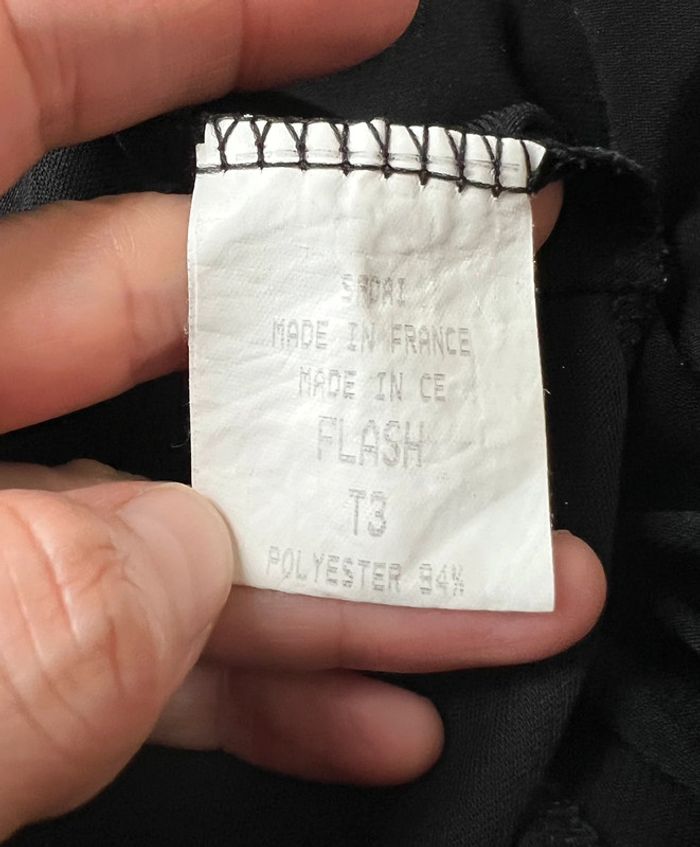 MADE IN FRANCE
MADE IN CE
FLASH
T3
POLYESTER 94%